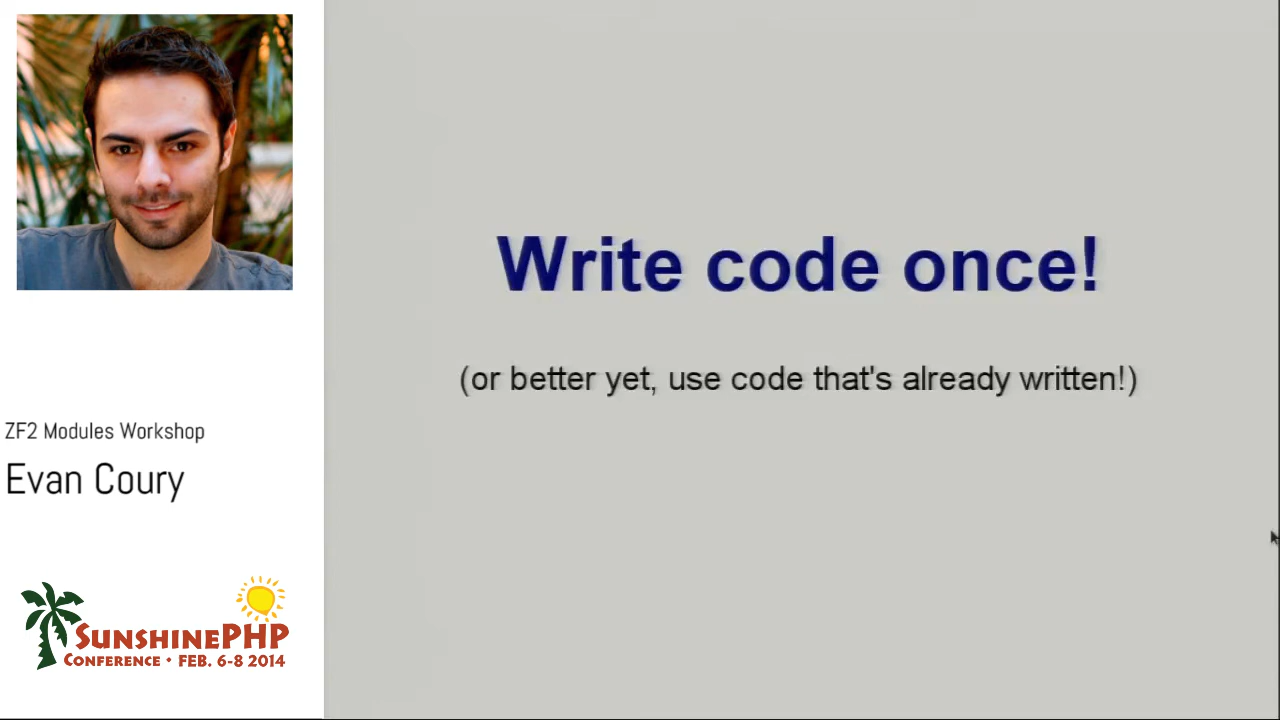 Write code once!
(or better yet, use code that's already written!)
ZF2 Modules Workshop
Evan Coury
SUNSHINEPHP
CONFERENCE • FEB. 6-8 2014